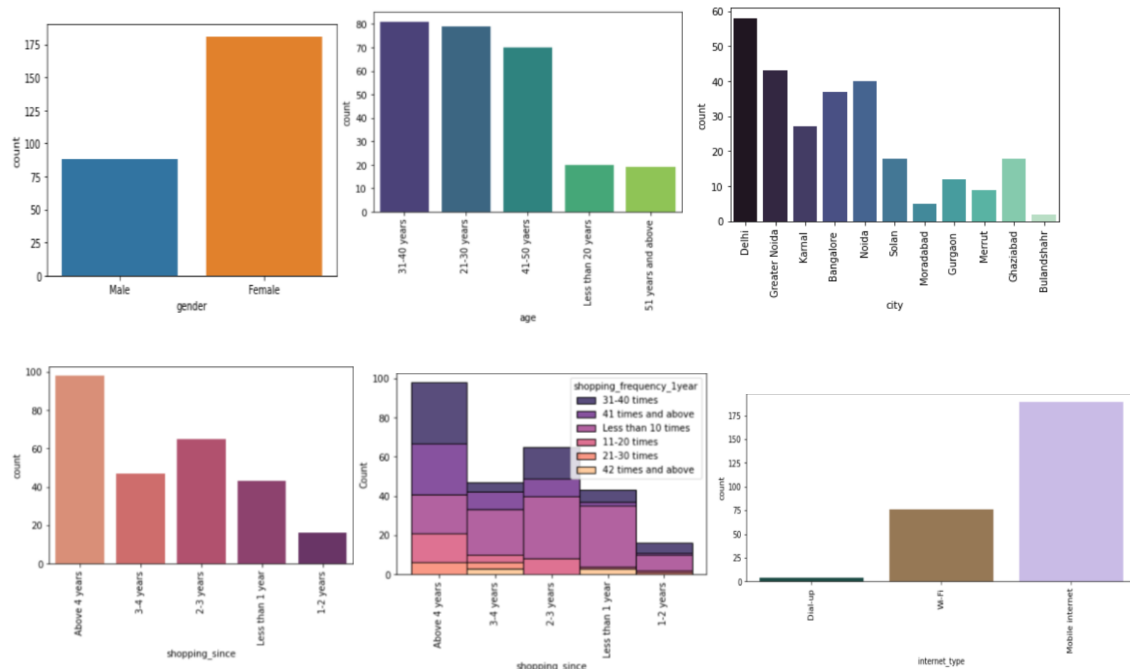 count
175
150
125
100
75
50
25
0
Male
Female
gender
count
80
70
60
50
40
30
20
10
0
31-40 years
21-30 years
41-50 yaers
Less than 20 years
51 years and above
age
count
60
50
40
30
20
10
0
Delhi
Greater Noida
Karnal
Bangalore
Noida
Solan
Moradabad
Gurgaon
Merrut
Ghaziabad
Bulandshahr
city
count
100
80
60
40
20
0
Above 4 years
3-4 years
2-3 years
Less than 1 year
1-2 years
shopping_since
Count
100
80
60
40
20
0
shopping_frequency_1year
31-40 times
41 times and above
Less than 10 times
11-20 times
21-30 times
42 times and above
Above 4 years
3-4 years
2-3 years
Less than 1 year
1-2 years
shopping_since
count
175
150
125
100
75
50
25
0
Dial-up
Wi-Fi
Mobile internet
internet_type